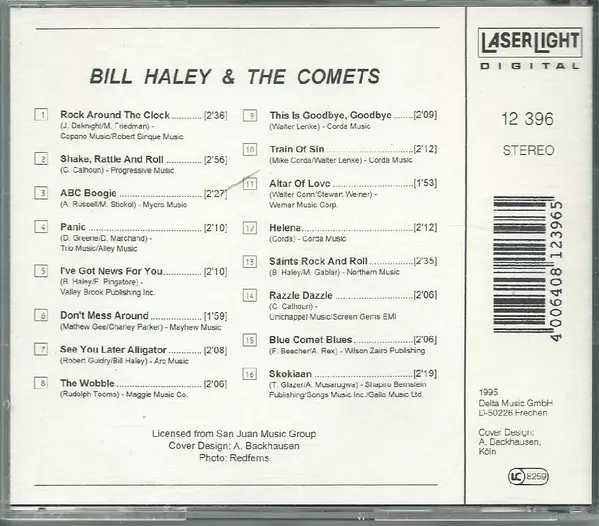 BILL HALEY & THE COMETS
1 Rock Around The Clock ............ [2'36]
(J. Deknight/M. Friedman) -
Capano Music/Robert Sinque Music
2 Shake, Rattle And Roll ............ [2'56]
(C. Calhoun) - Progressive Music
3 ABC Boogie ............ [2'27]
(A. Russell/M. Stickol) - Myers Music
4 Panic ............ [2'10]
(D. Greene/D. Marchand) -
Trio Music/Alley Music
5 I've Got News For You ............ [2'10]
(B. Haley/F. Pingatore) -
Valley Brook Publishing Inc.
6 Don't Mess Around ............ [1'59]
(Mathew Gee/Charley Parker) - Mayhew Music
7 See You Later Alligator ............ [2'08]
(Robert Guidry/Bill Haley) - Arc Music
8 The Wobble ............ [2'06]
(Rudolph Tooms) - Maggie Music Co.
9 This Is Goodbye, Goodbye ....... [2'09]
(Walter Lenke) - Corda Music
10 Train Of Sin ............ [2'12]
(Mike Corda/Walter Lenke) - Corda Music
11 Altar Of Love ............ [1'53]
(Walter Conn/Stewart Weiner) -
Wemar Music Corp.
12 Helena ............ [2'12]
(Corda) - Corda Music
13 Saints Rock And Roll ............ [2'35]
(B. Haley/M. Gabler) - Northern Music
14 Razzle Dazzle ............ [2'06]
(C. Calhoun) -
Unichappel Music/Screen Gems EMI
15 Blue Comet Blues ............ [2'06]
(F. Beecher/A. Rex) - Wilson Zairo Publishing
16 Skokiaan ............ [2'19]
(T. Glazer/A. Musarugwa) - Shapiro Bernstein
Publishing/Songs Music Inc./Gallo Music Ltd.
Licensed from San Juan Music Group
Cover Design: A. Backhausen
Photo: Redferns
LASERLIGHT
DIGITAL
12 396
STEREO
4 006408 123965
1995
Delta Music GmbH
D-50226 Frechen
Cover Design:
A. Backhausen,
Köln
LC 8259